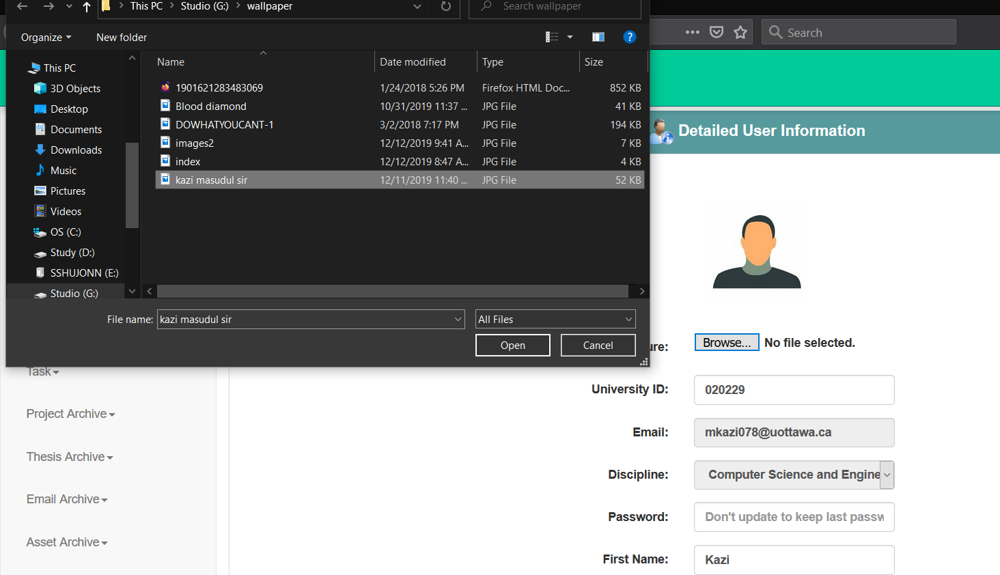 This PC > Studio (G:) > wallpaper
Search wallpaper
Organize
New folder
Search
Name Date modified Type Size
1901621283483069 1/24/2018 5:26 PM Firefox HTML Doc... 852 KB
Blood diamond 10/31/2019 11:37 ... JPG File 41 KB
DOWHATYOUCANT-1 3/2/2018 7:17 PM JPG File 194 KB
images2 12/12/2019 9:41 A... JPG File 7 KB
index 12/12/2019 8:47 A... JPG File 4 KB
kazi masudul sir 12/11/2019 11:40 ... JPG File 52 KB
This PC
3D Objects
Desktop
Documents
Downloads
Music
Pictures
Videos
OS (C:)
Study (D:)
SSHUJONN (E:)
Studio (G:)
File name: kazi masudul sir
All Files
Open
Cancel
Detailed User Information
ure: Browse... No file selected.
University ID: 020229
Email: mkazi078@uottawa.ca
Discipline: Computer Science and Engine
Password: Don't update to keep last passw
First Name: Kazi
Task
Project Archive
Thesis Archive
Email Archive
Asset Archive